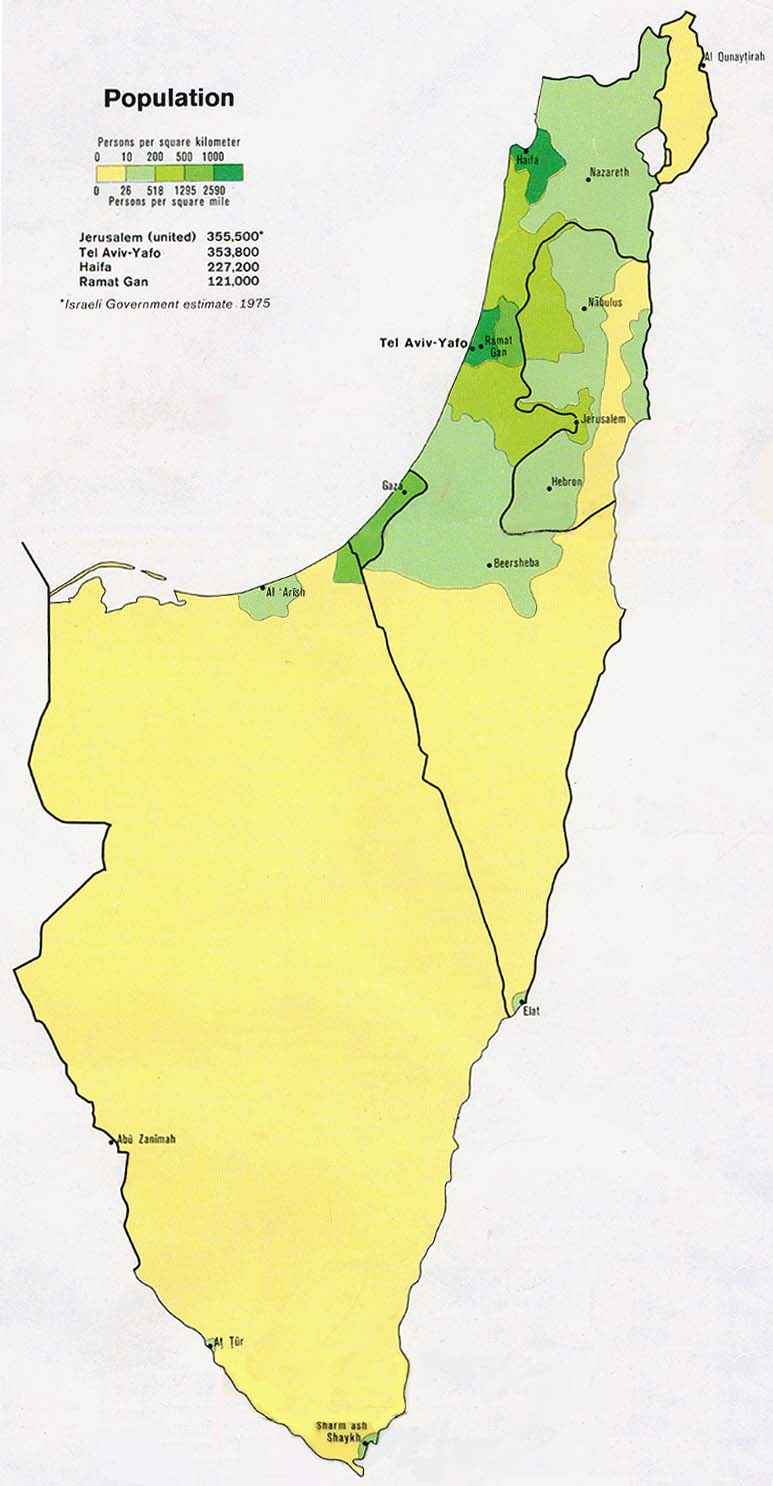 Population
Persons per square kilometer
0 10 200 500 1000
0 26 518 1295 2590
Persons per square mile
Jerusalem (united) 355,500*
Tel Aviv-Yafo 353,800
Haifa 227,200
Ramat Gan 121,000
*Israeli Government estimate 1975
Al Qunayṭirah
Haifa
Nazareth
Nābulus
Tel Aviv-Yafo
Ramat
Gan
Jerusalem
Gaza
Hebron
Beersheba
Al ʻArīsh
Elat
Abū Zanīmah
Aṭ Ṭūr
Sharm ash
Shaykh